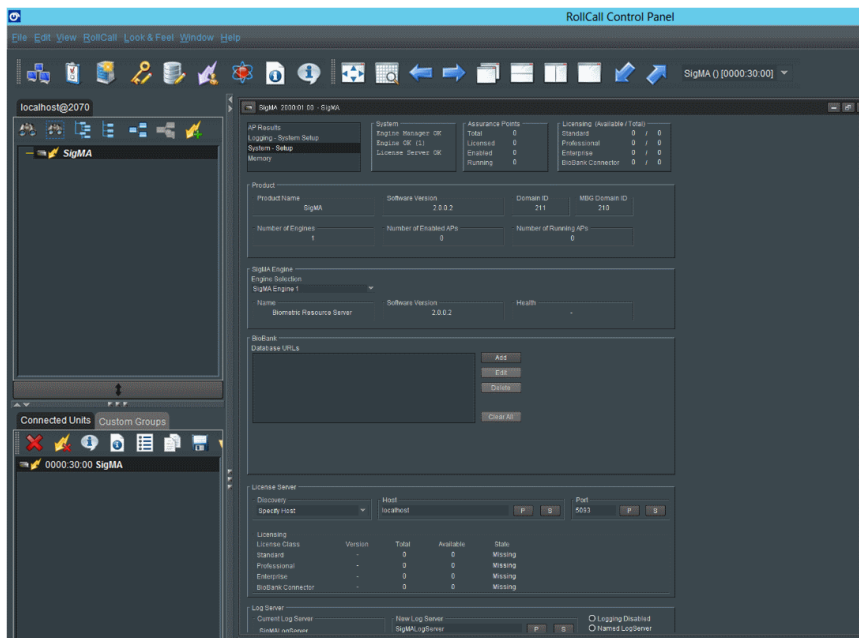 RollCall Control Panel
File Edit View RollCall Look & Feel Window Help
SigMA () [0000:30:00]
localhost@2070
SigMA
Connected Units Custom Groups
0000:30:00 SigMA
SigMA 2000:01:00 - SigMA
AP Results
Logging - System Setup
System - Setup
Memory
System
Engine Manager OK
Engine OK (1)
License Server OK
Assurance Points
Total 0
Licensed 0
Enabled 0
Running 0
Licensing (Available / Total)
Standard 0 / 0
Professional 0 / 0
Enterprise 0 / 0
BioBank Connector 0 / 0
Product
Product Name Software Version Domain ID MBG Domain ID
SigMA 2.0.0.2 211 210
Number of Engines Number of Enabled APs Number of Running APs
1 0 0
SigMA Engine
Engine Selection
SigMA Engine 1
Name Software Version Health
Biometric Resource Server 2.0.0.2 -
BioBank
Database URLs
Add
Edit
Delete
Clear All
License Server
Discovery Host Port
Specify Host localhost P S 5093 P S
Licensing
License Class Version Total Available State
Standard - 0 0 Missing
Professional - 0 0 Missing
Enterprise - 0 0 Missing
BioBank Connector - 0 0 Missing
Log Server
Current Log Server New Log Server Logging Disabled
SigMALogServer SigMALogServer P S Named LogServer